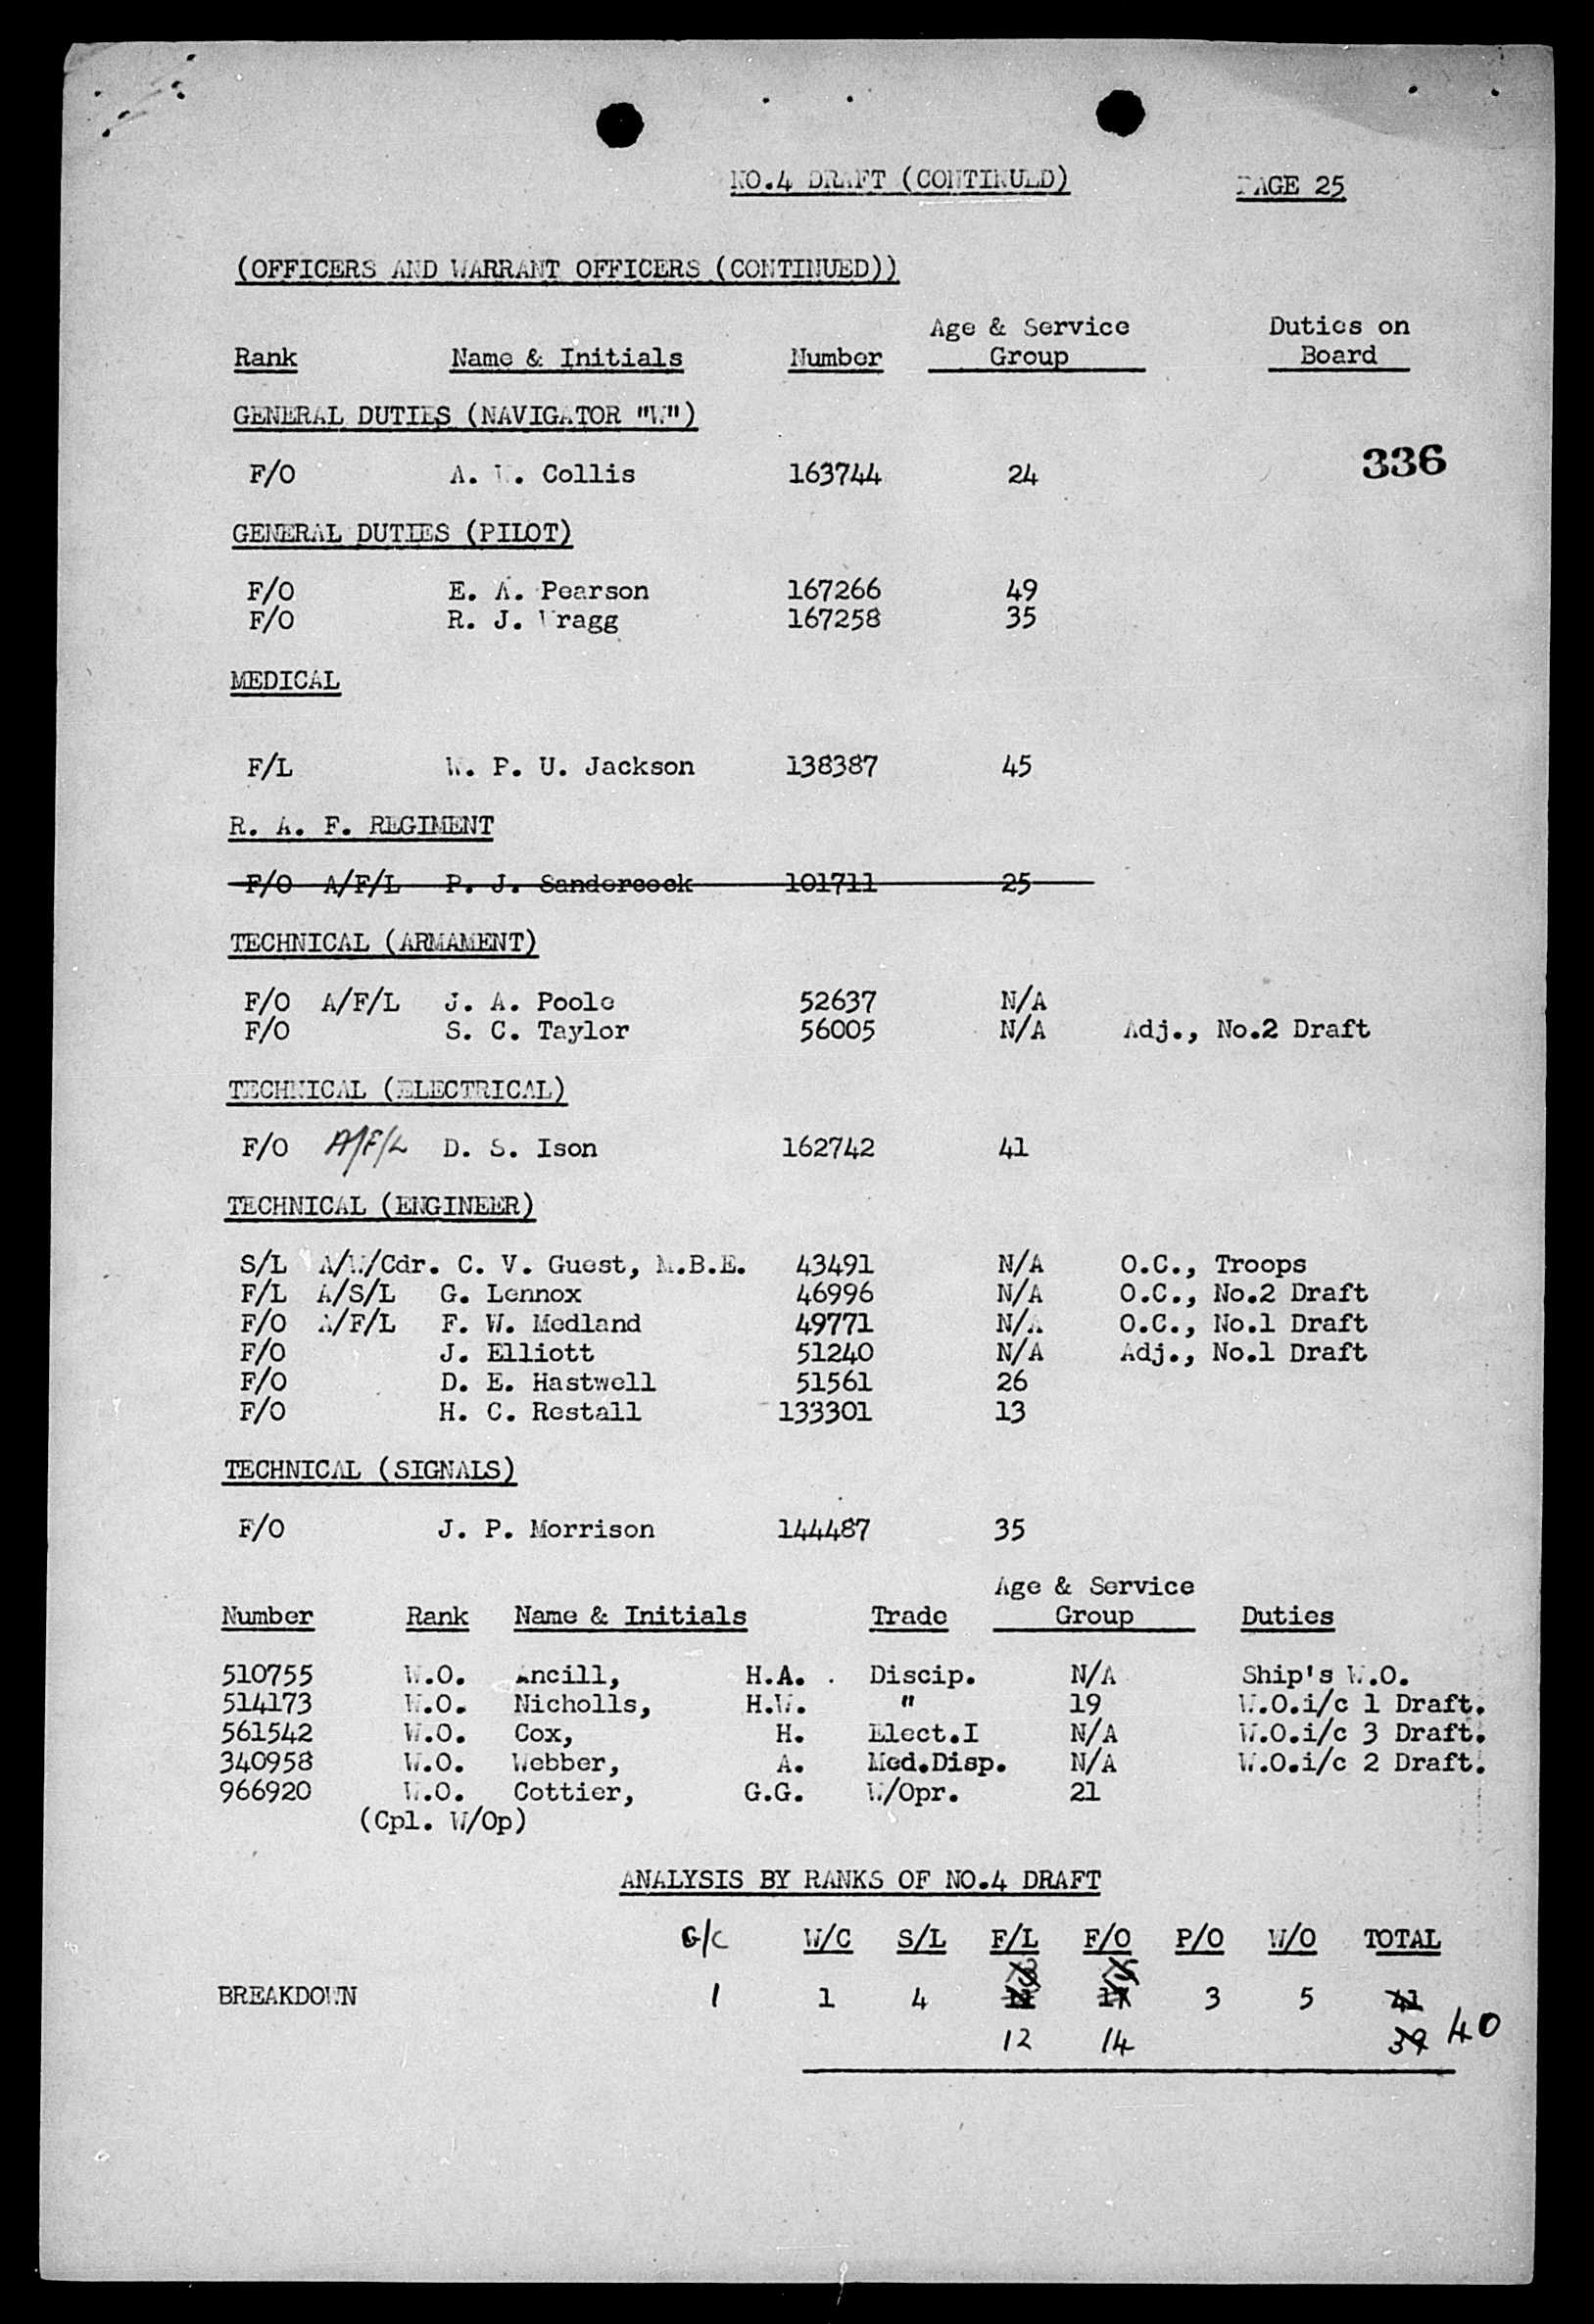 NO.4 DRAFT (CONTINUED) PAGE 25
(OFFICERS AND WARRANT OFFICERS (CONTINUED))
Age & Service Duties on
Rank Name & Initials Number Group Board
GENERAL DUTIES (NAVIGATOR "W")
336
F/O A. W. Collis 163744 24
GENERAL DUTIES (PILOT)
F/O E. A. Pearson 167266 49
F/O R. J. Wragg 167258 35
MEDICAL
F/L W. P. U. Jackson 138387 45
R. A. F. REGIMENT
F/O A/F/L P. J. Sandercock 101711 25
TECHNICAL (ARMAMENT)
F/O A/F/L J. A. Poole 52637 N/A
F/O S. C. Taylor 56005 N/A Adj., No.2 Draft
TECHNICAL (ELECTRICAL)
F/O A/F/L D. S. Ison 162742 41
TECHNICAL (ENGINEER)
S/L A/W/Cdr. C. V. Guest, M.B.E. 43491 N/A O.C., Troops
F/L A/S/L G. Lennox 46996 N/A O.C., No.2 Draft
F/O A/F/L F. W. Medland 49771 N/A O.C., No.1 Draft
F/O J. Elliott 51240 N/A Adj., No.1 Draft
F/O D. E. Hastwell 51561 26
F/O H. C. Restall 133301 13
TECHNICAL (SIGNALS)
F/O J. P. Morrison 144487 35
Age & Service
Number Rank Name & Initials Trade Group Duties
510755 W.O. Ancill, H.A. Discip. N/A Ship's W.O.
514173 W.O. Nicholls, H.W. " 19 W.O.i/c 1 Draft.
561542 W.O. Cox, H. Elect.I N/A W.O.i/c 3 Draft.
340958 W.O. Webber, A. Med.Disp. N/A W.O.i/c 2 Draft.
966920 W.O. Cottier, G.G. W/Opr. 21
(Cpl. W/Op)
ANALYSIS BY RANKS OF NO.4 DRAFT
G/C W/C S/L F/L F/O P/O W/O TOTAL
BREAKDOWN 1 1 4 17 3 5 41
12 14 39 40